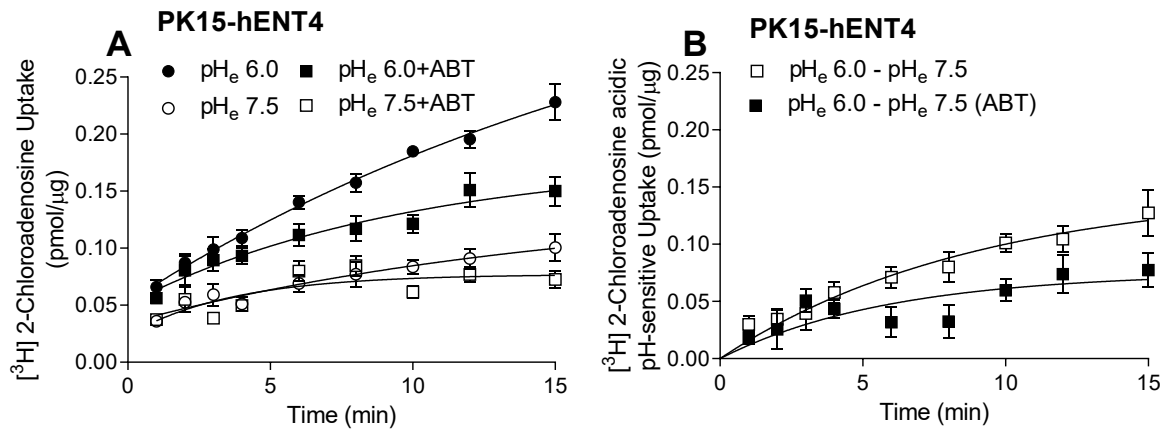 PK15-hENT4
A
pHe 6.0
pHe 6.0+ABT
pHe 7.5
pHe 7.5+ABT
[³H] 2-Chloroadenosine Uptake
(pmol/µg)
0.25
0.20
0.15
0.10
0.05
0.00
0
5
10
15
Time (min)
PK15-hENT4
B
pHe 6.0 - pHe 7.5
pHe 6.0 - pHe 7.5 (ABT)
[³H] 2-Chloroadenosine acidic
pH-sensitive Uptake (pmol/µg)
0.25
0.20
0.15
0.10
0.05
0.00
0
5
10
15
Time (min)